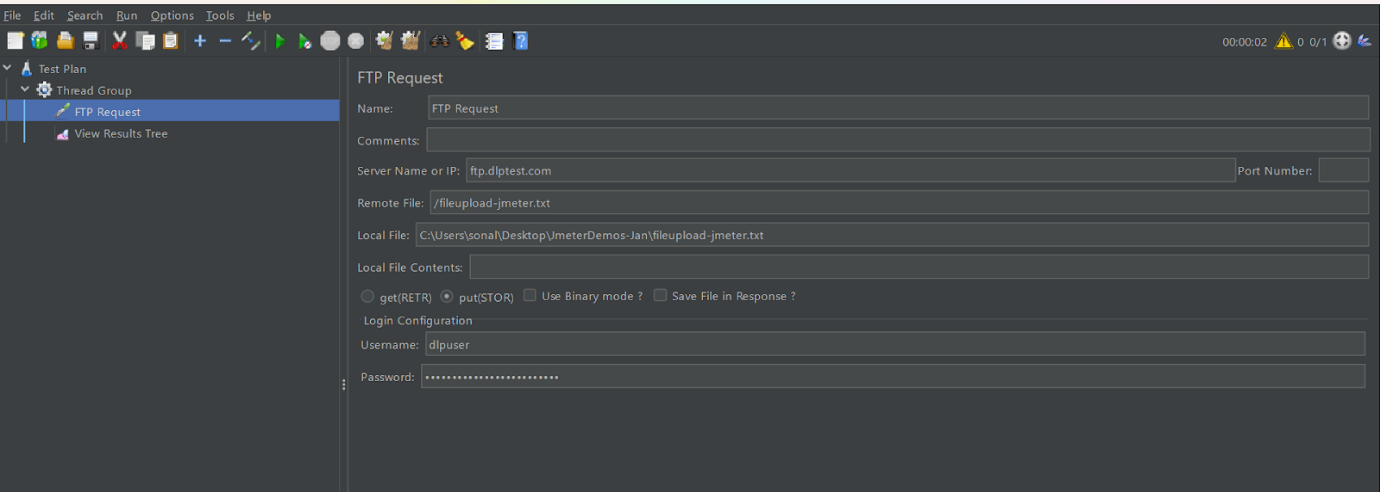 File Edit Search Run Options Tools Help
00:00:02 0 0/1
Test Plan
Thread Group
FTP Request
View Results Tree
FTP Request
Name: FTP Request
Comments:
Server Name or IP: ftp.dlptest.com Port Number:
Remote File: /fileupload-jmeter.txt
Local File: C:\Users\sonal\Desktop\JmeterDemos-Jan\fileupload-jmeter.txt
Local File Contents:
get(RETR) put(STOR) Use Binary mode ? Save File in Response ?
Login Configuration
Username: dlpuser
Password: •••••••••••••••••••••••••